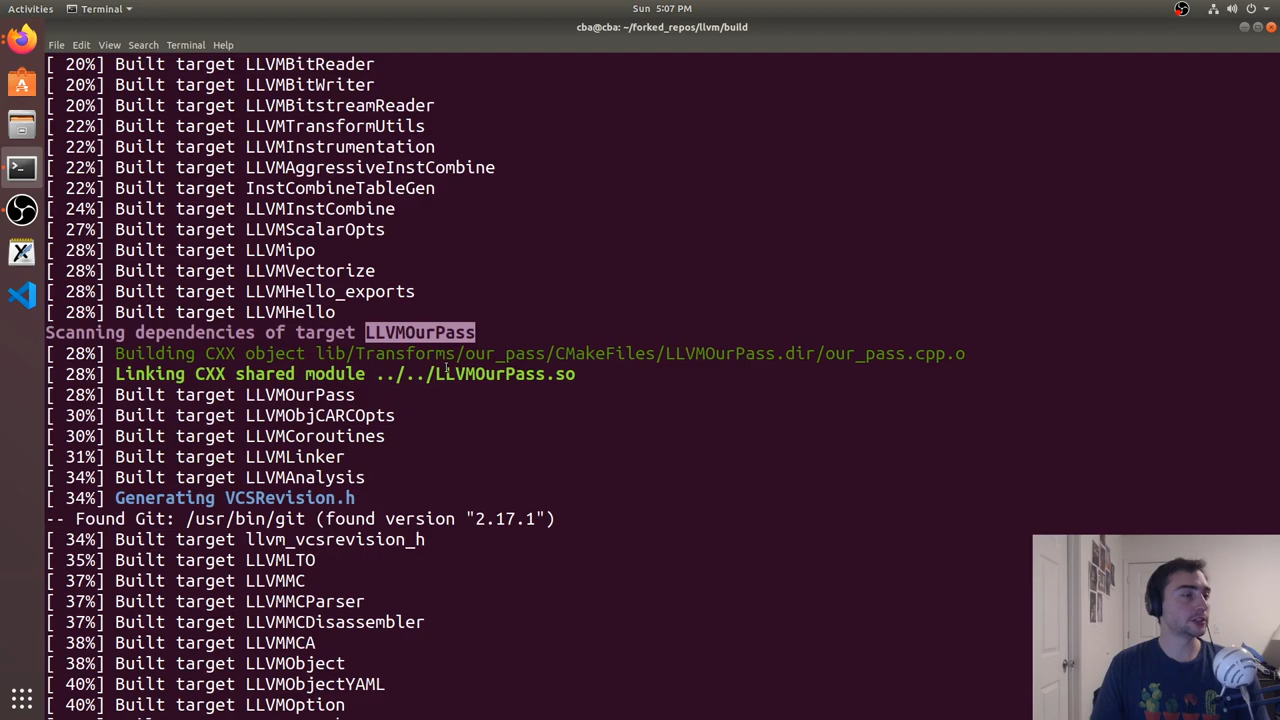 Activities
Terminal
Sun 5:07 PM
cba@cba: ~/forked_repos/llvm/build
File Edit View Search Terminal Help
[ 20%] Built target LLVMBitReader
[ 20%] Built target LLVMBitWriter
[ 20%] Built target LLVMBitstreamReader
[ 22%] Built target LLVMTransformUtils
[ 22%] Built target LLVMInstrumentation
[ 22%] Built target LLVMAggressiveInstCombine
[ 22%] Built target InstCombineTableGen
[ 24%] Built target LLVMInstCombine
[ 27%] Built target LLVMScalarOpts
[ 28%] Built target LLVMipo
[ 28%] Built target LLVMVectorize
[ 28%] Built target LLVMHello_exports
[ 28%] Built target LLVMHello
Scanning dependencies of target LLVMOurPass
[ 28%] Building CXX object lib/Transforms/our_pass/CMakeFiles/LLVMOurPass.dir/our_pass.cpp.o
[ 28%] Linking CXX shared module ../../LLVMOurPass.so
[ 28%] Built target LLVMOurPass
[ 30%] Built target LLVMObjCARCOpts
[ 30%] Built target LLVMCoroutines
[ 31%] Built target LLVMLinker
[ 34%] Built target LLVMAnalysis
[ 34%] Generating VCSRevision.h
-- Found Git: /usr/bin/git (found version "2.17.1")
[ 34%] Built target llvm_vcsrevision_h
[ 35%] Built target LLVMLTO
[ 37%] Built target LLVMMC
[ 37%] Built target LLVMMCParser
[ 37%] Built target LLVMMCDisassembler
[ 38%] Built target LLVMMCA
[ 38%] Built target LLVMObject
[ 40%] Built target LLVMObjectYAML
[ 40%] Built target LLVMOption